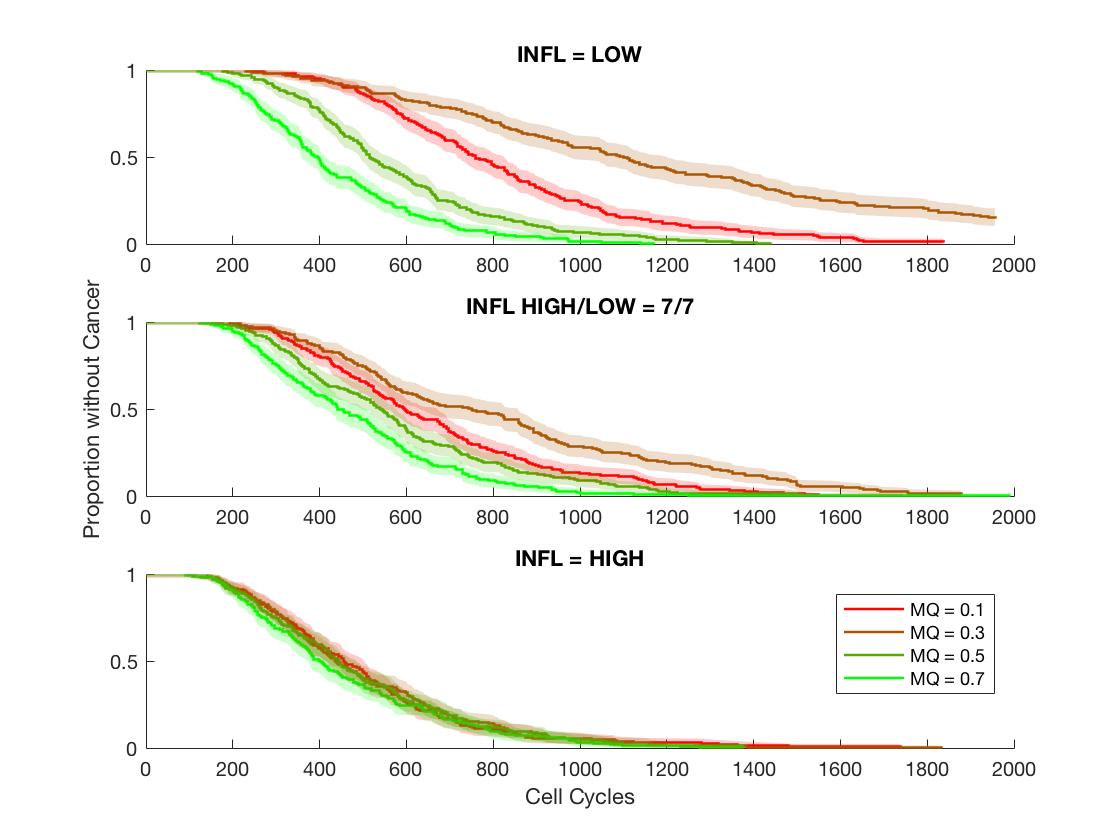 INFL = LOW
1
0.5
0
0 200 400 600 800 1000 1200 1400 1600 1800 2000
INFL HIGH/LOW = 7/7
Proportion without Cancer
1
0.5
0
0 200 400 600 800 1000 1200 1400 1600 1800 2000
INFL = HIGH
1
0.5
0
MQ = 0.1
MQ = 0.3
MQ = 0.5
MQ = 0.7
0 200 400 600 800 1000 1200 1400 1600 1800 2000
Cell Cycles